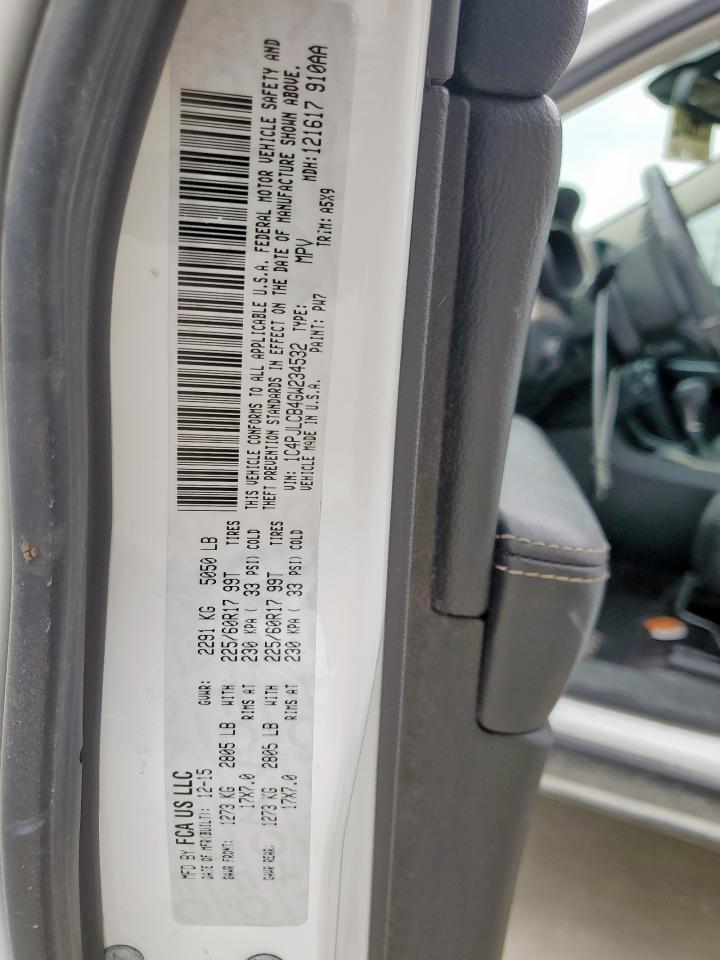 MFD BY FCA US LLC
DATE OF MFR(BUILT): 12-15 GVWR: 2291 KG 5050 LB
GAWR FRONT: 1273 KG 2805 LB WITH 225/60R17 99T TIRES
17X7.0 RIMS AT 230 KPA ( 33 PSI) COLD
GAWR REAR: 1273 KG 2805 LB WITH 225/60R17 99T TIRES
17X7.0 RIMS AT 230 KPA ( 33 PSI) COLD
THIS VEHICLE CONFORMS TO ALL APPLICABLE U.S.A. FEDERAL MOTOR VEHICLE SAFETY AND
THEFT PREVENTION STANDARDS IN EFFECT ON THE DATE OF MANUFACTURE SHOWN ABOVE.
VIN: 1C4PJLCB4GW234532 TYPE: MPV MDH:121617 910AA
VEHICLE MADE IN U.S.A. PAINT: PW7 TRIM: A5X9